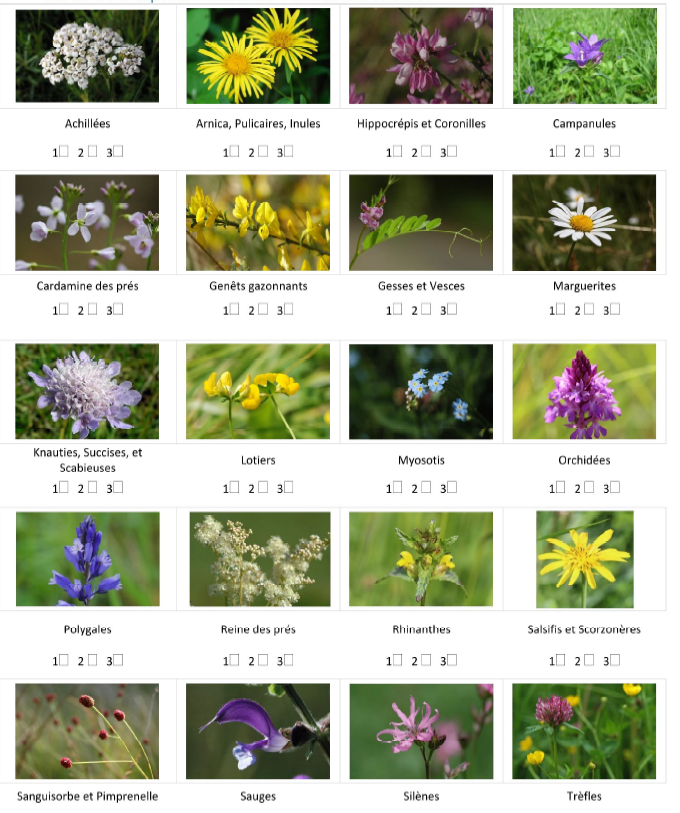 Achillées
Arnica, Pulicaires, Inules
Hippocrépis et Coronilles
Campanules
1☐ 2☐ 3☐
1☐ 2☐ 3☐
1☐ 2☐ 3☐
1☐ 2☐ 3☐
Cardamine des prés
Genêts gazonnants
Gesses et Vesces
Marguerites
1☐ 2☐ 3☐
1☐ 2☐ 3☐
1☐ 2☐ 3☐
1☐ 2☐ 3☐
Knauties, Succises, et
Scabieuses
Lotiers
Myosotis
Orchidées
1☐ 2☐ 3☐
1☐ 2☐ 3☐
1☐ 2☐ 3☐
1☐ 2☐ 3☐
Polygales
Reine des prés
Rhinanthes
Salsifis et Scorzonères
1☐ 2☐ 3☐
1☐ 2☐ 3☐
1☐ 2☐ 3☐
1☐ 2☐ 3☐
Sanguisorbe et Pimprenelle
Sauges
Silènes
Trèfles